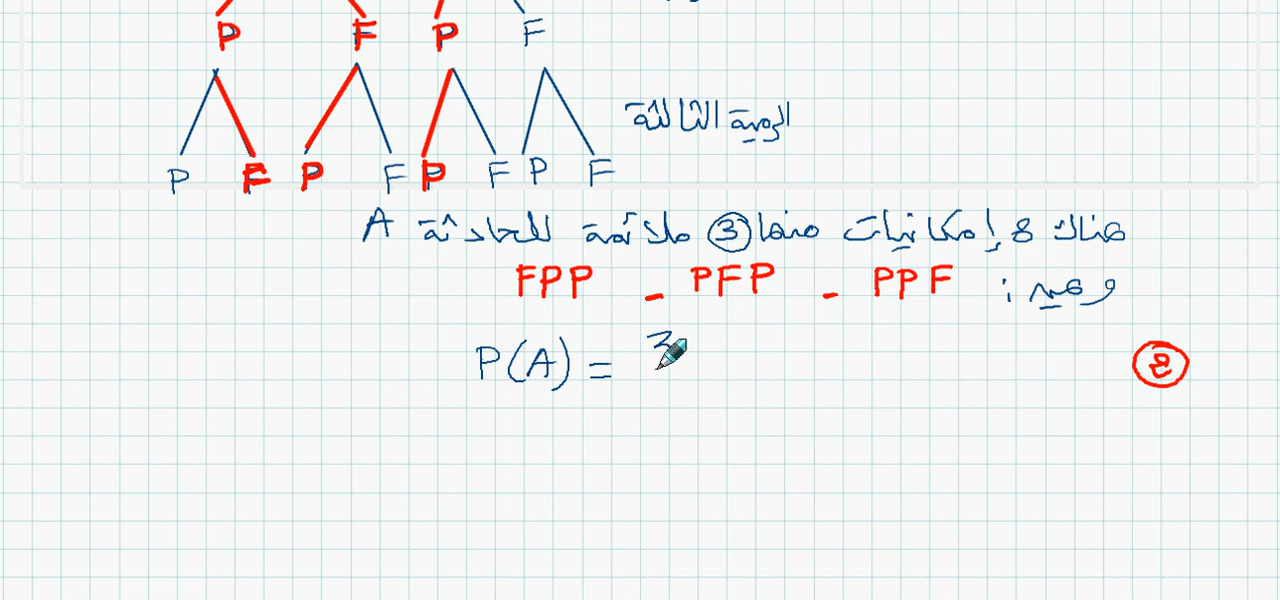 P F P F
الرمية الثالثة
P F P F P F P F
هناك 8 إمكانيات منها 3 ملائمة للحادثة A
وهي : PPF - PFP - FPP
P(A) = 3